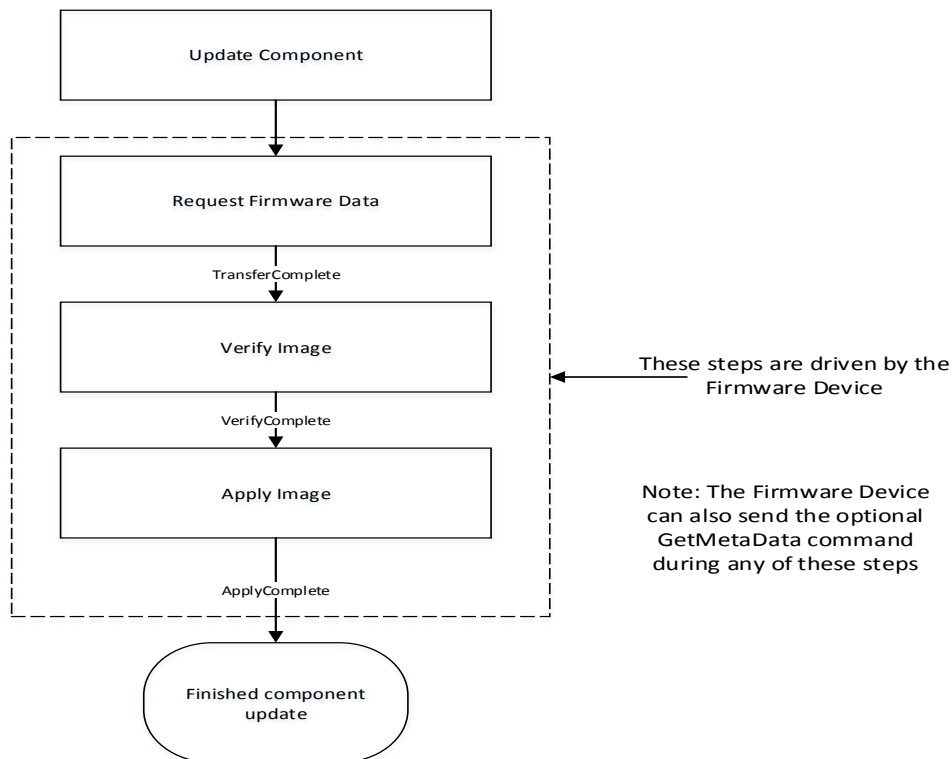 Update Component
Request Firmware Data
TransferComplete
Verify Image
These steps are driven by the
Firmware Device
VerifyComplete
Apply Image
Note: The Firmware Device
can also send the optional
GetMetaData command
during any of these steps
ApplyComplete
Finished component
update